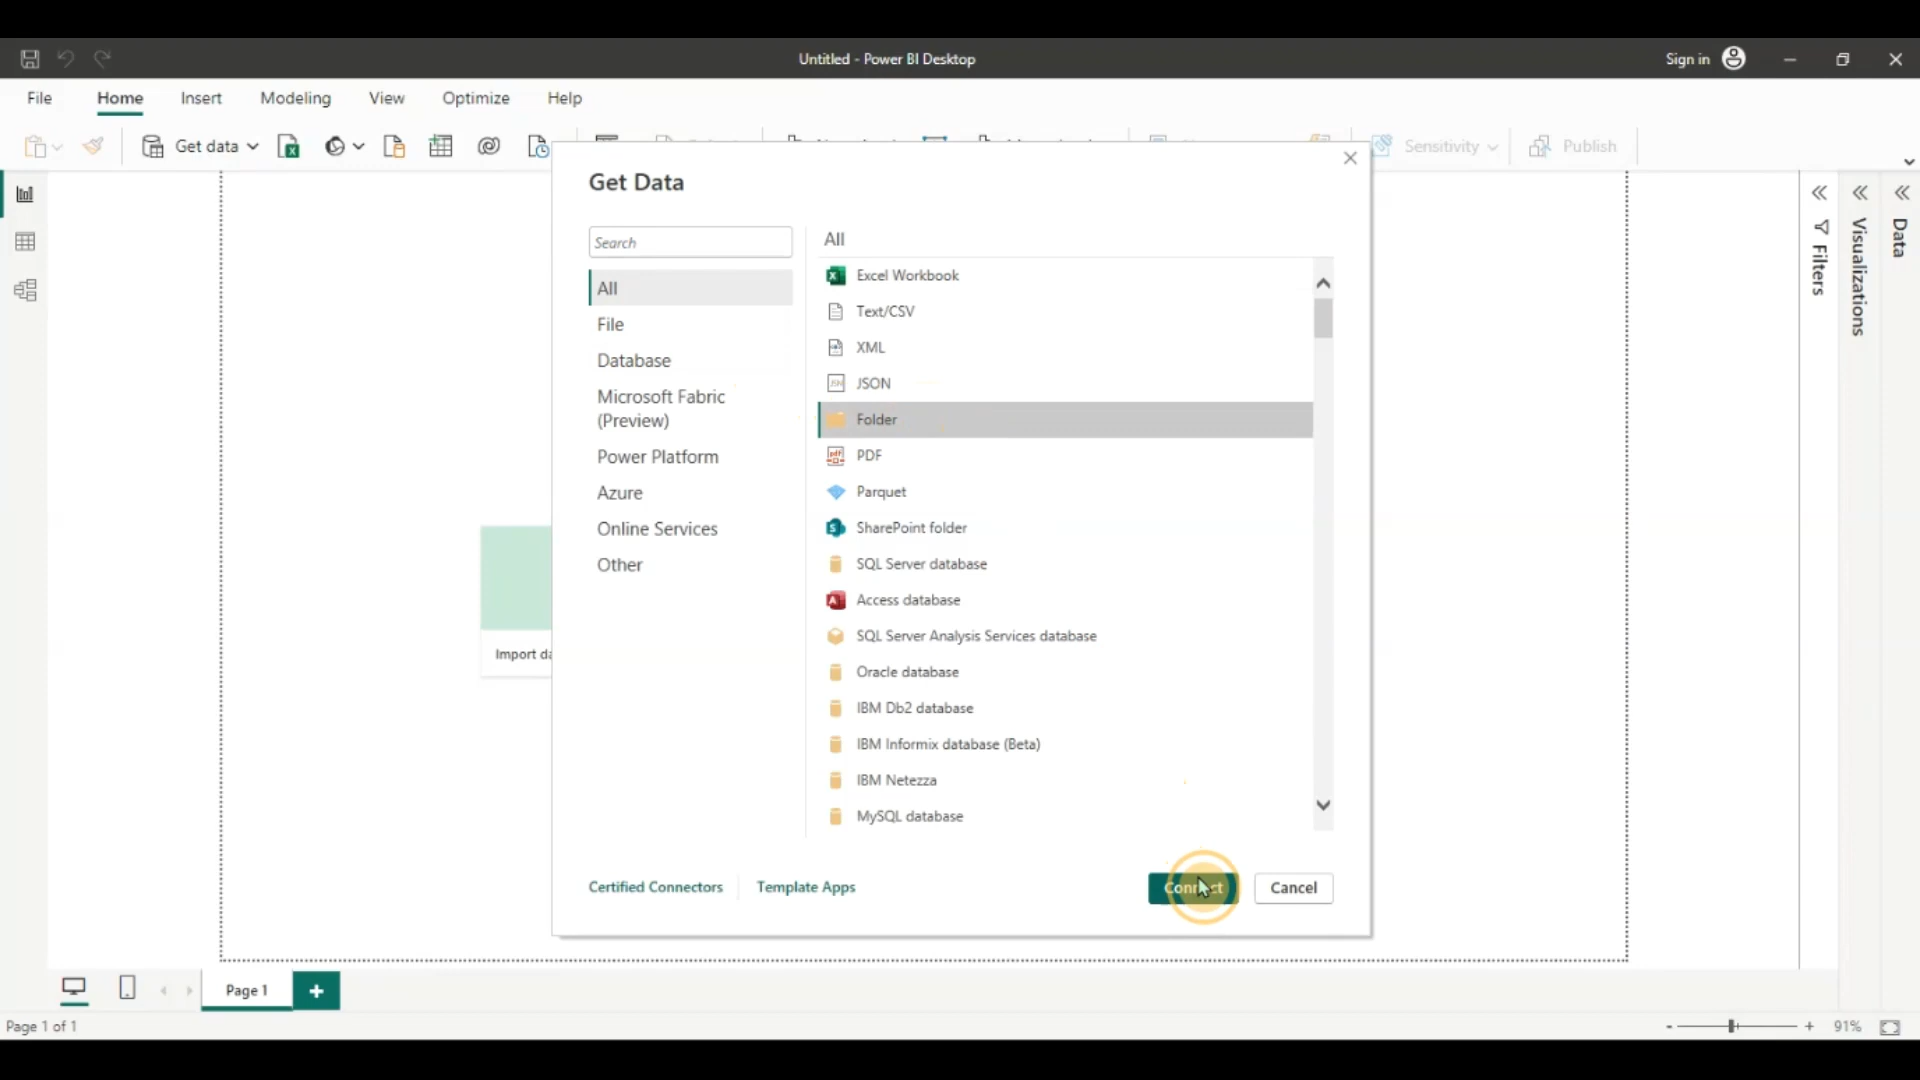 Untitled - Power BI Desktop
Sign in
File
Home
Insert
Modeling
View
Optimize
Help
Get data
Sensitivity
Publish
Get Data
Search
All
File
Database
Microsoft Fabric
(Preview)
Power Platform
Azure
Online Services
Other
All
Excel Workbook
Text/CSV
XML
JSON
Folder
PDF
Parquet
SharePoint folder
SQL Server database
Access database
SQL Server Analysis Services database
Oracle database
IBM Db2 database
IBM Informix database (Beta)
IBM Netezza
MySQL database
Certified Connectors
Template Apps
Connect
Cancel
Import da
Filters
Visualizations
Data
Page 1
Page 1 of 1
91%